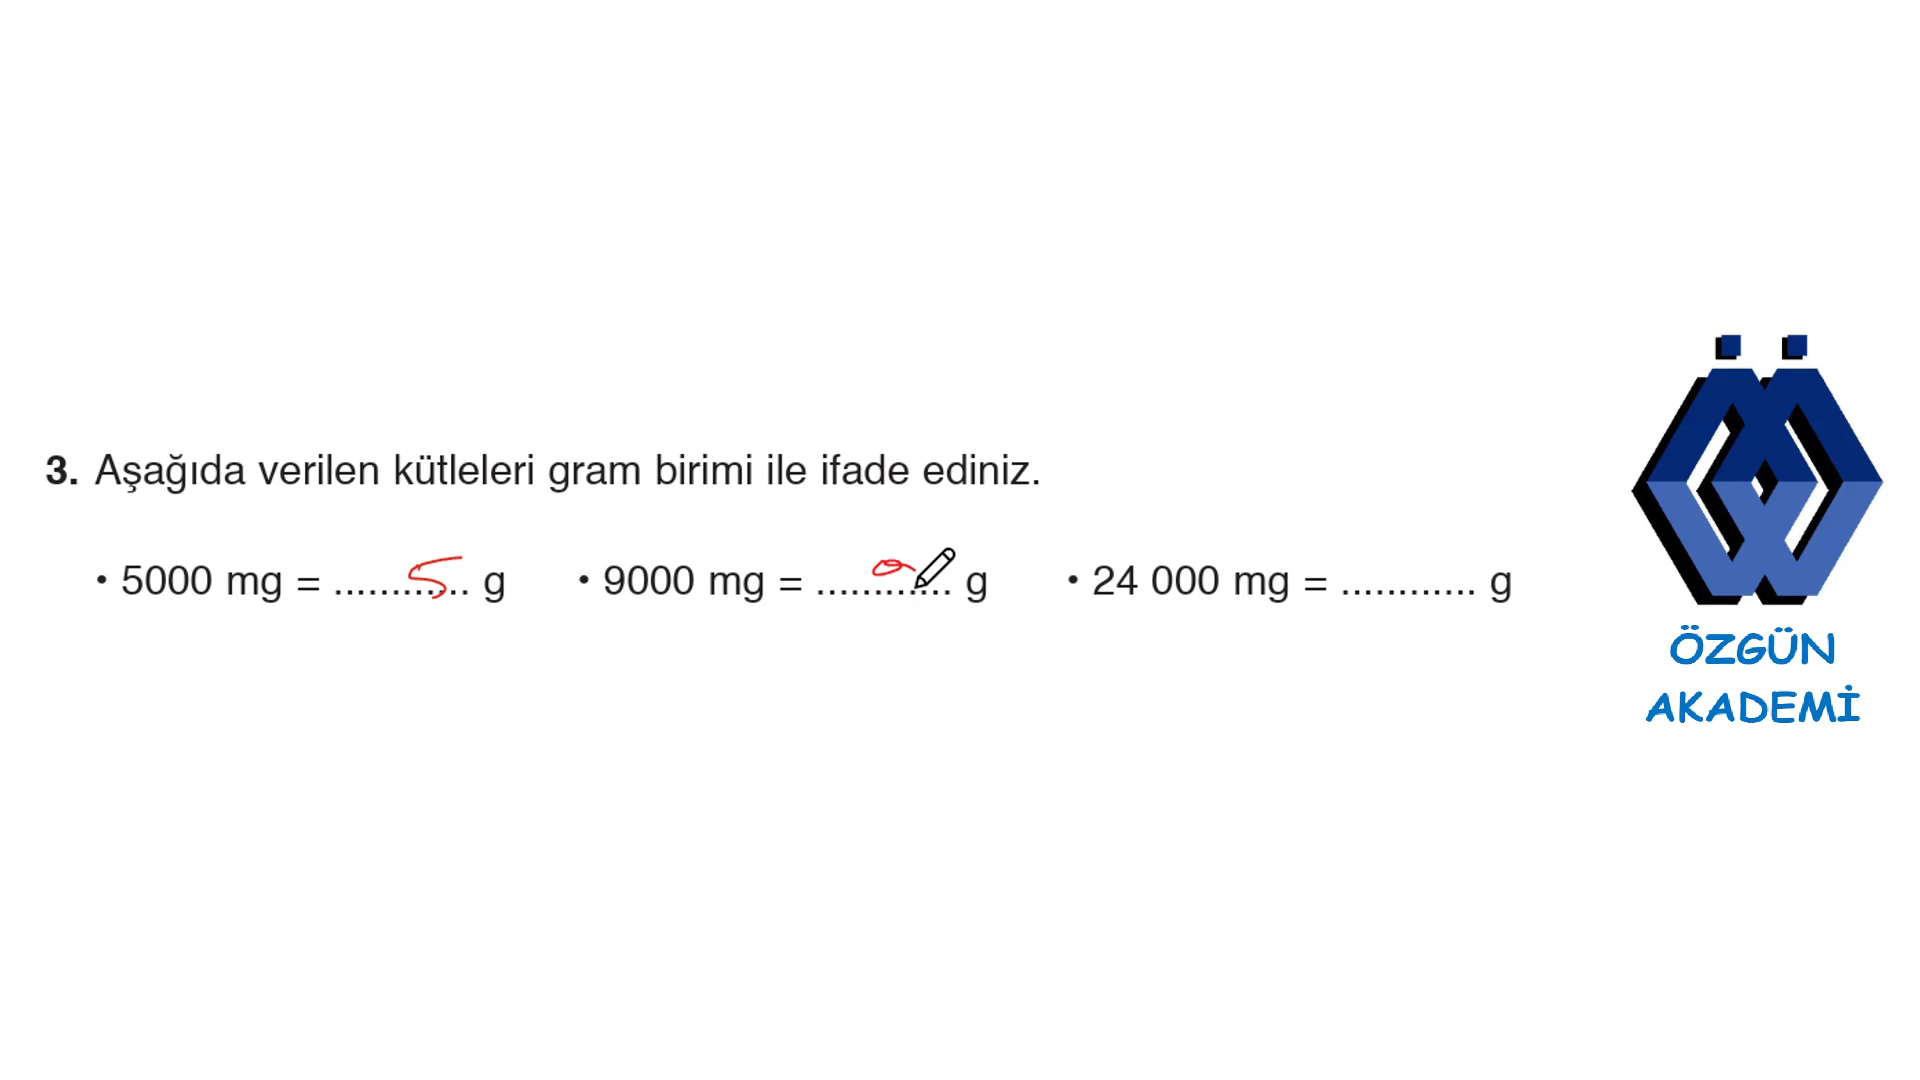 3. Aşağıda verilen kütleleri gram birimi ile ifade ediniz.
• 5000 mg = ............ g • 9000 mg = ............ g • 24 000 mg = ............ g
5
ÖZGÜN
AKADEMİ